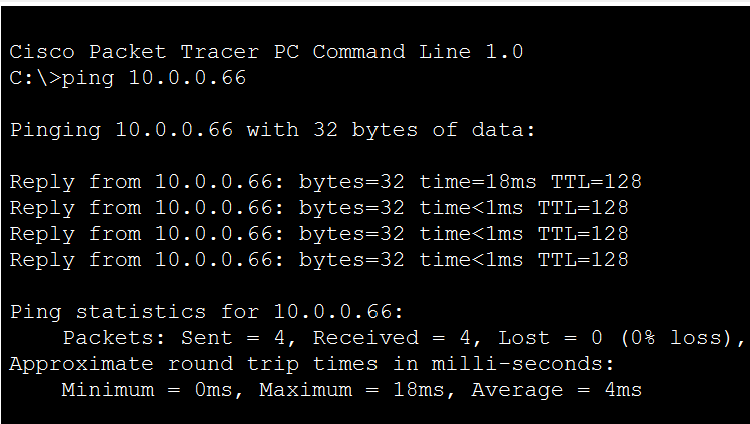 Cisco Packet Tracer PC Command Line 1.0
C:\>ping 10.0.0.66
Pinging 10.0.0.66 with 32 bytes of data:
Reply from 10.0.0.66: bytes=32 time=18ms TTL=128
Reply from 10.0.0.66: bytes=32 time<1ms TTL=128
Reply from 10.0.0.66: bytes=32 time<1ms TTL=128
Reply from 10.0.0.66: bytes=32 time<1ms TTL=128
Ping statistics for 10.0.0.66:
    Packets: Sent = 4, Received = 4, Lost = 0 (0% loss),
Approximate round trip times in milli-seconds:
    Minimum = 0ms, Maximum = 18ms, Average = 4ms